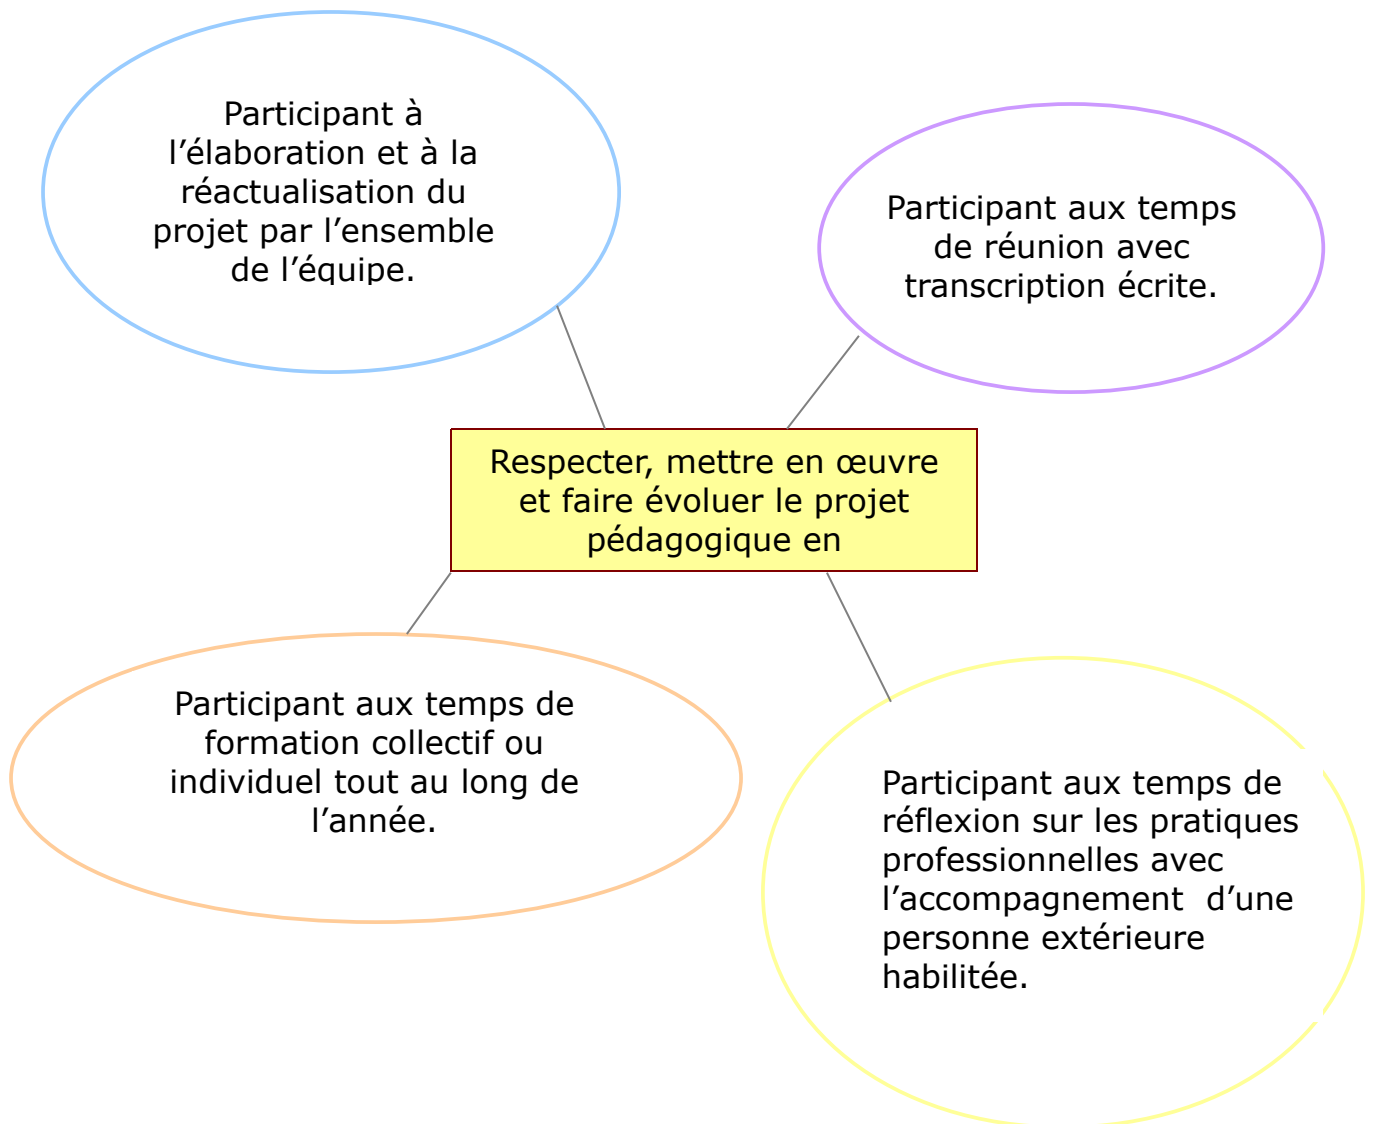 Participant à
l’élaboration et à la
réactualisation du
projet par l’ensemble
de l’équipe.
Participant aux temps
de réunion avec
transcription écrite.
Respecter, mettre en œuvre
et faire évoluer le projet
pédagogique en
Participant aux temps de
formation collectif ou
individuel tout au long de
l’année.
Participant aux temps de
réflexion sur les pratiques
professionnelles avec
l’accompagnement  d’une
personne extérieure
habilitée.